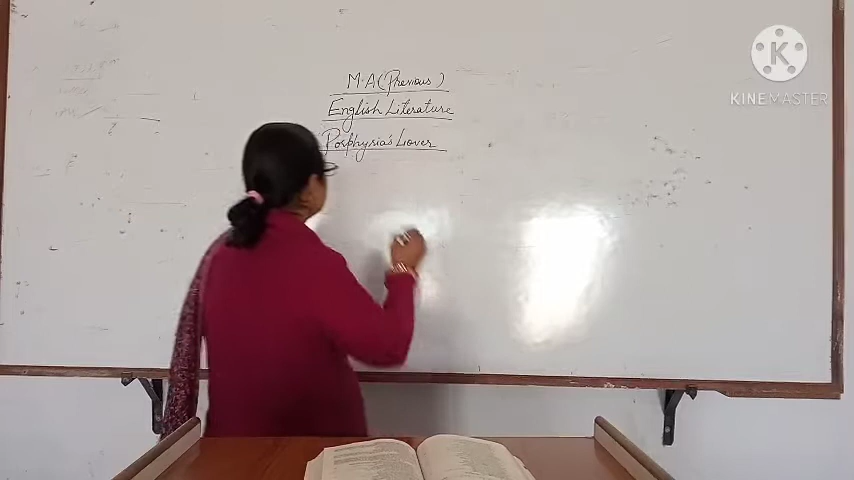 M.A (Previous)
English Literature
Porphyria's Lover
K
KINEMASTER